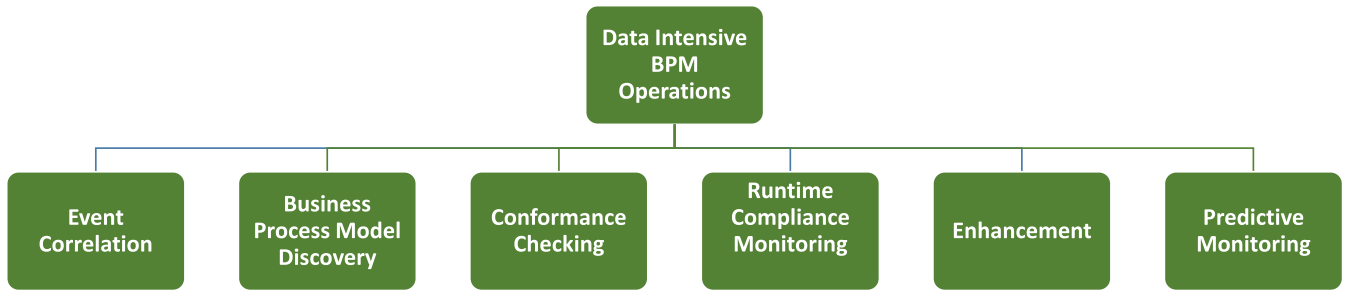 Data Intensive
BPM
Operations
Event
Correlation
Business
Process Model
Discovery
Conformance
Checking
Runtime
Compliance
Monitoring
Enhancement
Predictive
Monitoring